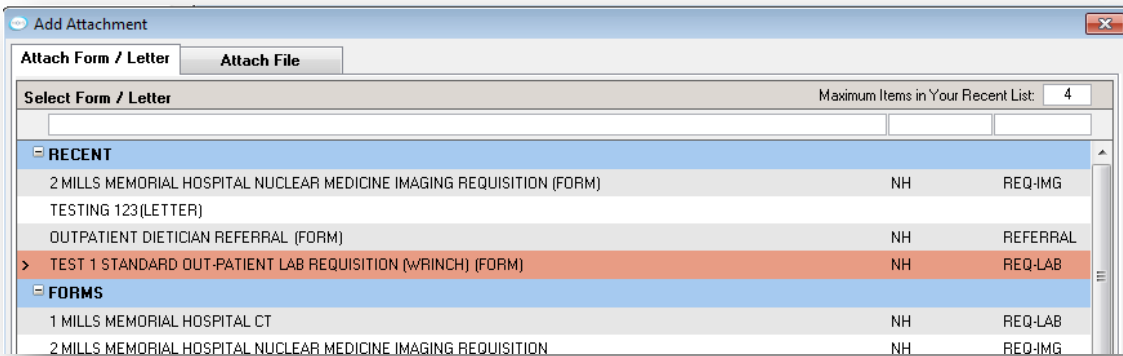 Add Attachment
Attach Form / Letter Attach File
Select Form / Letter Maximum Items in Your Recent List: 4
RECENT
2 MILLS MEMORIAL HOSPITAL NUCLEAR MEDICINE IMAGING REQUISITION (FORM) NH REQ-IMG
TESTING 123(LETTER)
OUTPATIENT DIETICIAN REFERRAL (FORM) NH REFERRAL
> TEST 1 STANDARD OUT-PATIENT LAB REQUISITION (WRINCH) (FORM) NH REQ-LAB
FORMS
1 MILLS MEMORIAL HOSPITAL CT NH REQ-LAB
2 MILLS MEMORIAL HOSPITAL NUCLEAR MEDICINE IMAGING REQUISITION NH REQ-IMG